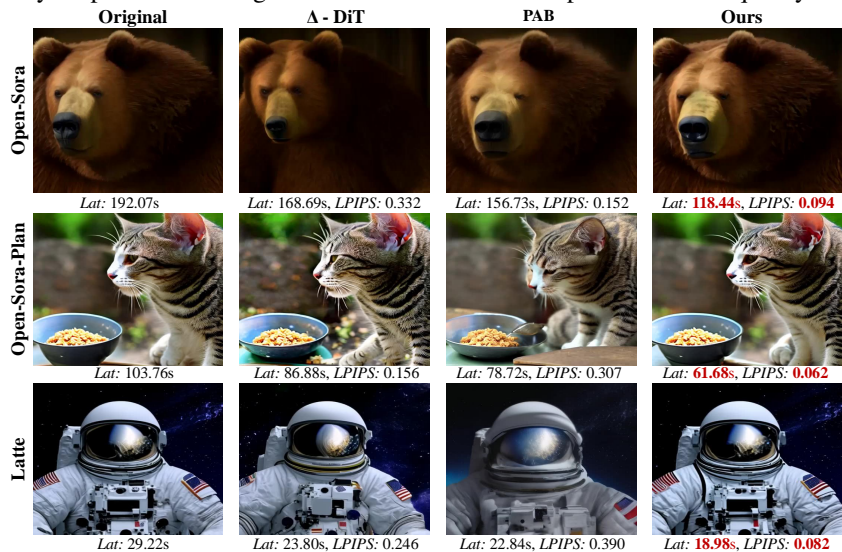 Original
Δ - DiT
PAB
Ours
Open-Sora
Lat: 192.07s
Lat: 168.69s, LPIPS: 0.332
Lat: 156.73s, LPIPS: 0.152
Lat: 118.44s, LPIPS: 0.094
Open-Sora-Plan
Lat: 103.76s
Lat: 86.88s, LPIPS: 0.156
Lat: 78.72s, LPIPS: 0.307
Lat: 61.68s, LPIPS: 0.062
Latte
Lat: 29.22s
Lat: 23.80s, LPIPS: 0.246
Lat: 22.84s, LPIPS: 0.390
Lat: 18.98s, LPIPS: 0.082